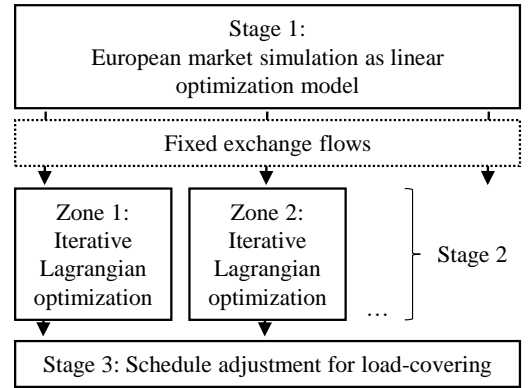 Stage 1:
European market simulation as linear
optimization model
Fixed exchange flows
Zone 1:
Iterative
Lagrangian
optimization
Zone 2:
Iterative
Lagrangian
optimization
…
Stage 2
Stage 3: Schedule adjustment for load-covering